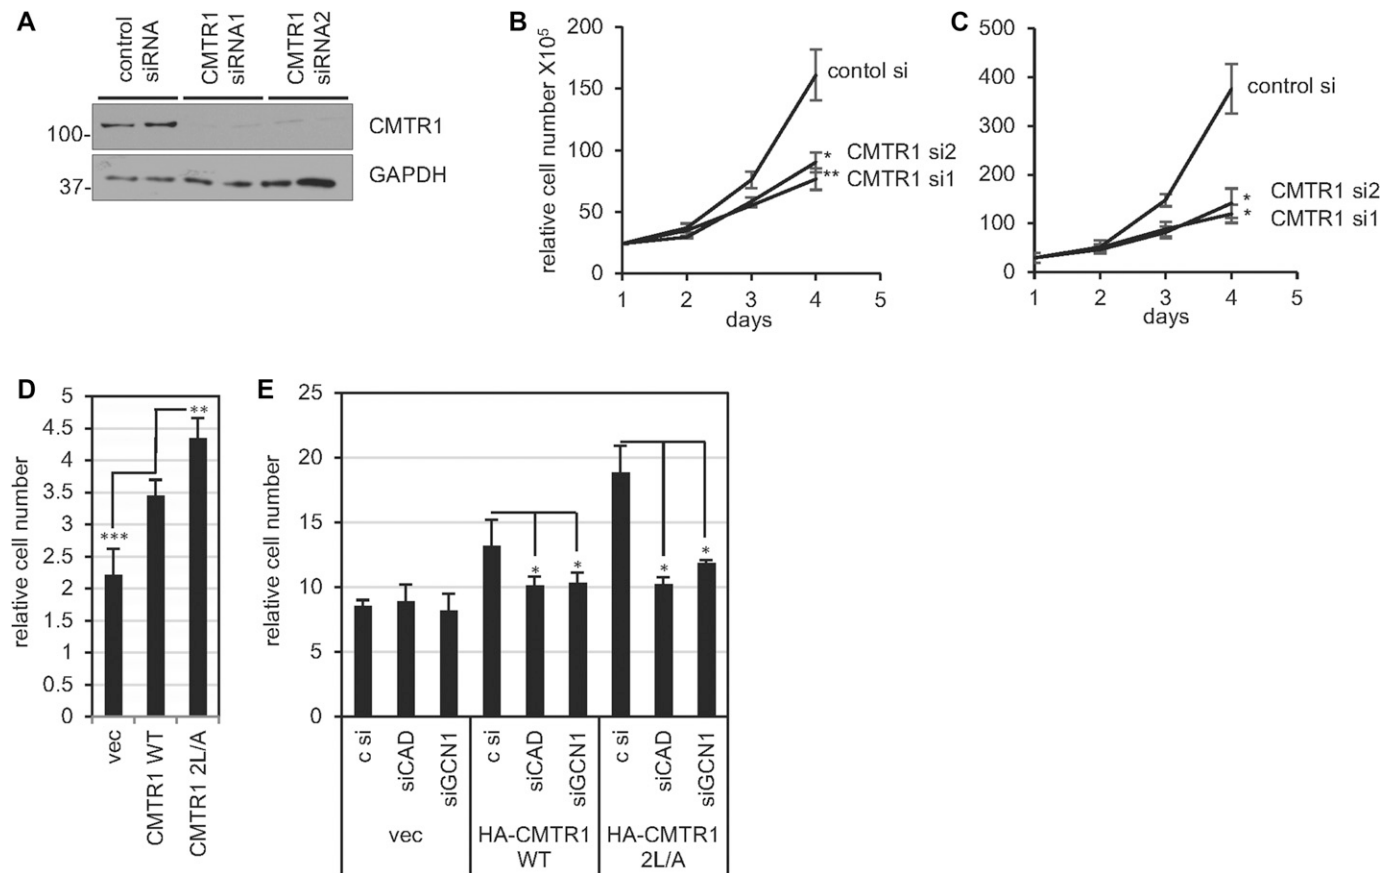 A
control
siRNA
CMTR1
siRNA1
CMTR1
siRNA2
100-
CMTR1
37-
GAPDH
B
relative cell number X10⁵
200
150
100
50
0
contol si
* CMTR1 si2
** CMTR1 si1
1 2 3 4 5
days
C
500
400
300
200
100
0
control si
* CMTR1 si2
* CMTR1 si1
1 2 3 4 5
days
D
relative cell number
5
4.5
4
3.5
3
2.5
2
1.5
1
0.5
0
***
**
vec
CMTR1 WT
CMTR1 2L/A
E
relative cell number
25
20
15
10
5
0
* * * *
c si siCAD siGCN1 c si siCAD siGCN1 c si siCAD siGCN1
vec HA-CMTR1 HA-CMTR1
WT 2L/A